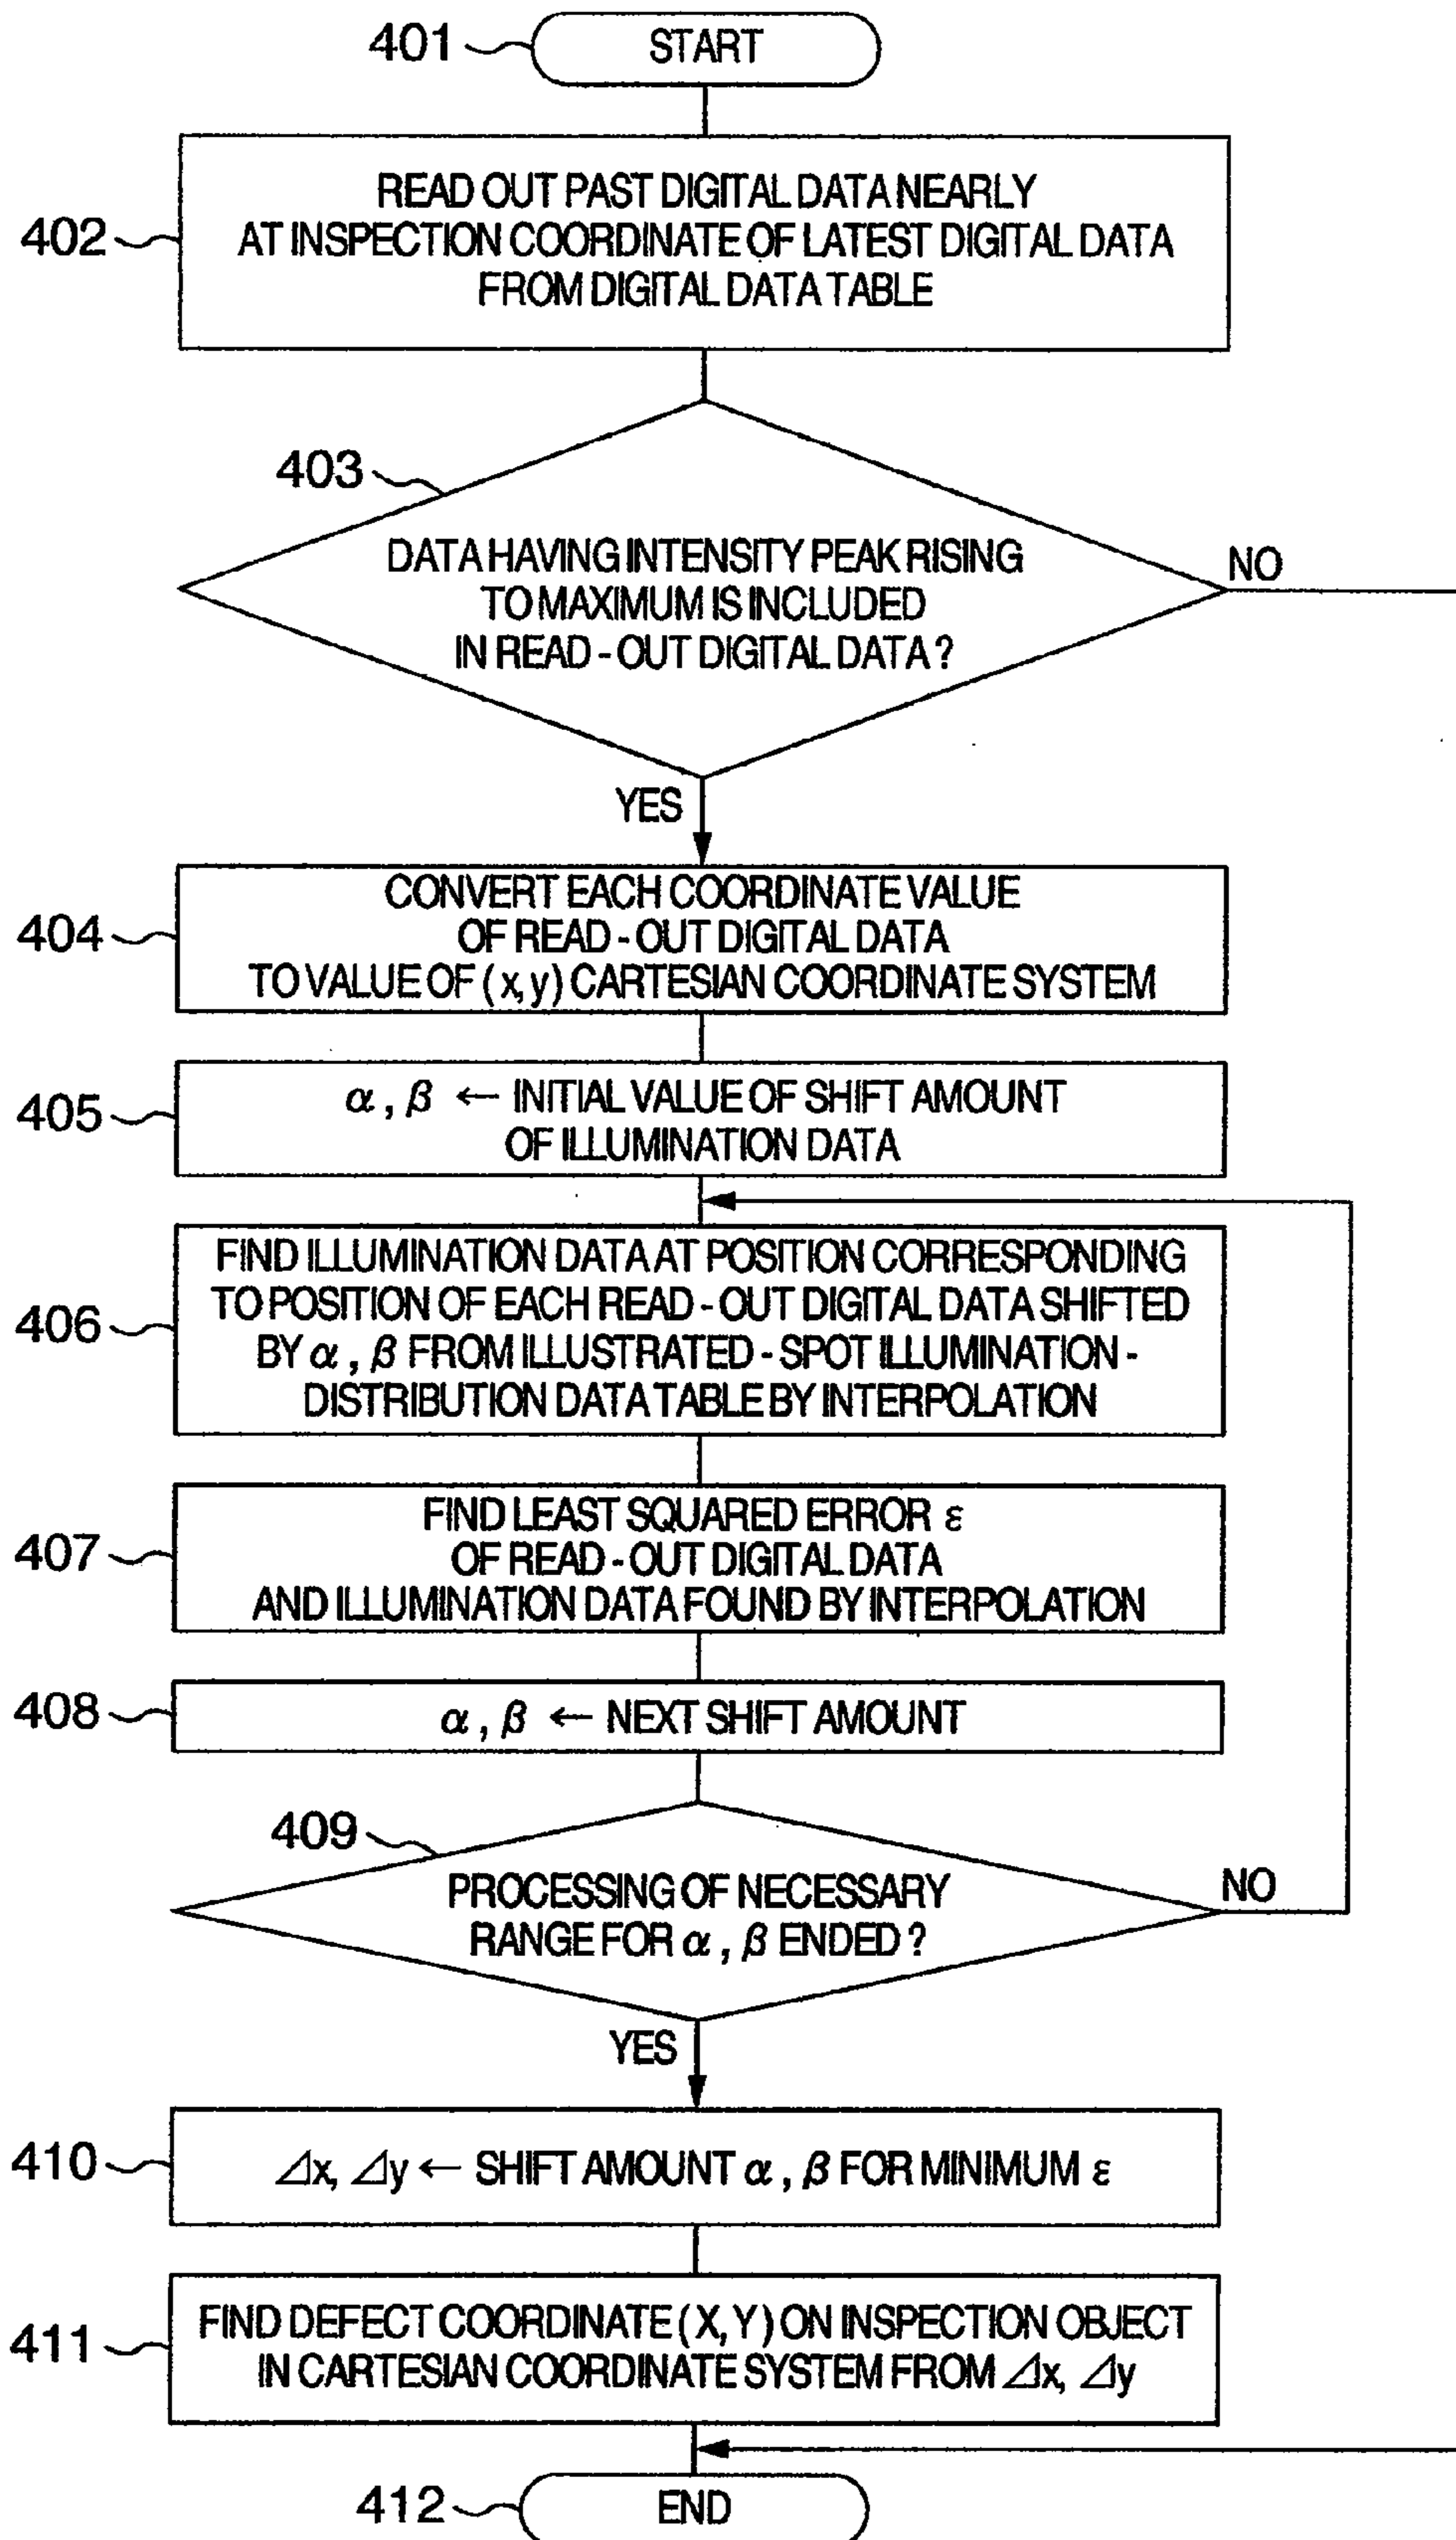 401
START
402
READ OUT PAST DIGITAL DATA NEARLY
AT INSPECTION COORDINATE OF LATEST DIGITAL DATA
FROM DIGITAL DATA TABLE
403
DATA HAVING INTENSITY PEAK RISING
TO MAXIMUM IS INCLUDED
IN READ - OUT DIGITAL DATA ?
NO
YES
404
CONVERT EACH COORDINATE VALUE
OF READ - OUT DIGITAL DATA
TO VALUE OF (x, y) CARTESIAN COORDINATE SYSTEM
405
α , β ← INITIAL VALUE OF SHIFT AMOUNT
OF ILLUMINATION DATA
406
FIND ILLUMINATION DATA AT POSITION CORRESPONDING
TO POSITION OF EACH READ - OUT DIGITAL DATA SHIFTED
BY α , β FROM ILLUSTRATED - SPOT ILLUMINATION -
DISTRIBUTION DATA TABLE BY INTERPOLATION
407
FIND LEAST SQUARED ERROR ε
OF READ - OUT DIGITAL DATA
AND ILLUMINATION DATA FOUND BY INTERPOLATION
408
α , β ← NEXT SHIFT AMOUNT
409
PROCESSING OF NECESSARY
RANGE FOR α , β ENDED ?
NO
YES
410
⊿x, ⊿y ← SHIFT AMOUNT α , β FOR MINIMUM ε
411
FIND DEFECT COORDINATE (X, Y) ON INSPECTION OBJECT
IN CARTESIAN COORDINATE SYSTEM FROM ⊿x, ⊿y
412
END